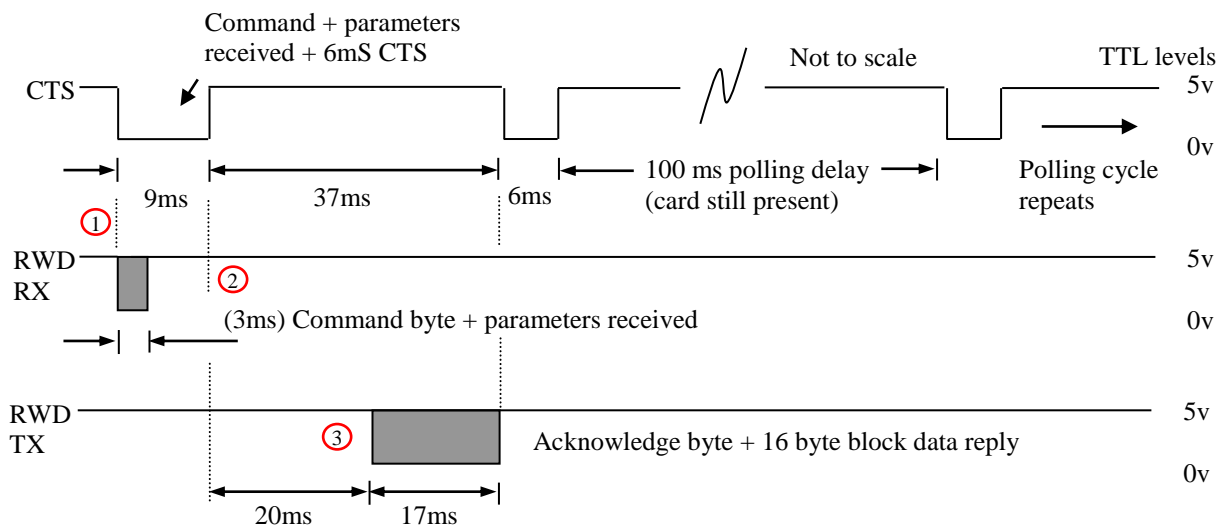 Command + parameters
received + 6mS CTS
Not to scale
TTL levels
CTS
5v
0v
9ms
37ms
6ms
100 ms polling delay
(card still present)
Polling cycle
repeats
1
RWD
RX
5v
2
0v
(3ms) Command byte + parameters received
RWD
TX
5v
3
Acknowledge byte + 16 byte block data reply
0v
20ms
17ms